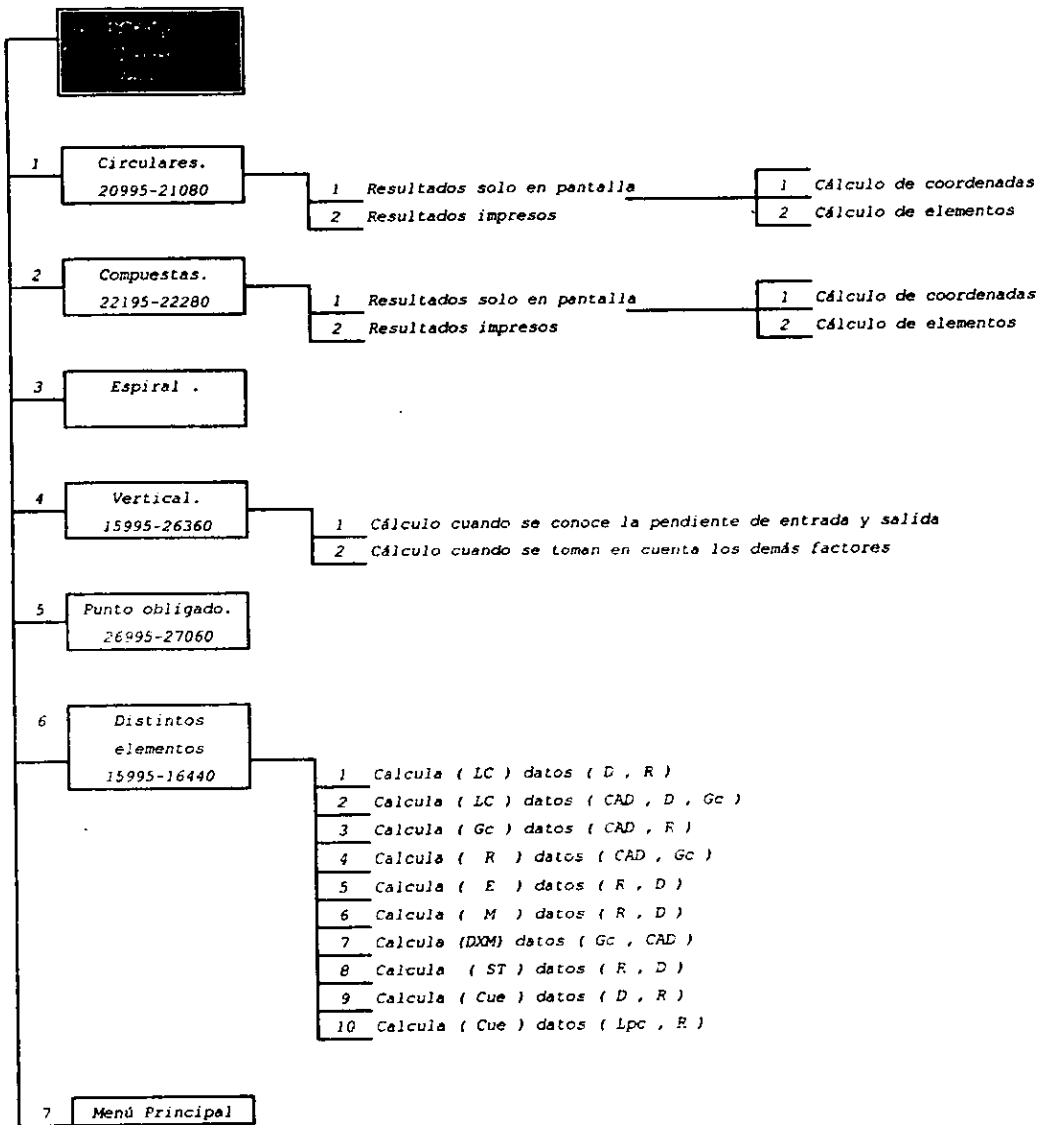 1 Circulares.
20995-21080
1 Resultados solo en pantalla
2 Resultados impresos
1 Cálculo de coordenadas
2 Cálculo de elementos
2 Compuestas.
22195-22280
1 Resultados solo en pantalla
2 Resultados impresos
1 Cálculo de coordenadas
2 Cálculo de elementos
3 Espiral .
4 Vertical.
15995-26360
1 Cálculo cuando se conoce la pendiente de entrada y salida
2 Cálculo cuando se toman en cuenta los demás factores
5 Punto obligado.
26995-27060
6 Distintos
elementos
15995-16440
1 Calcula ( LC ) datos ( D , R )
2 Calcula ( LC ) datos ( CAD , D , Gc )
3 Calcula ( Gc ) datos ( CAD , R )
4 Calcula ( R ) datos ( CAD , Gc )
5 Calcula ( E ) datos ( R , D )
6 Calcula ( M ) datos ( R , D )
7 Calcula (DXM) datos ( Gc , CAD )
8 Calcula ( ST ) datos ( R , D )
9 Calcula ( Cue ) datos ( D , R )
10 Calcula ( Cue ) datos ( Lpc , R )
7 Menú Principal